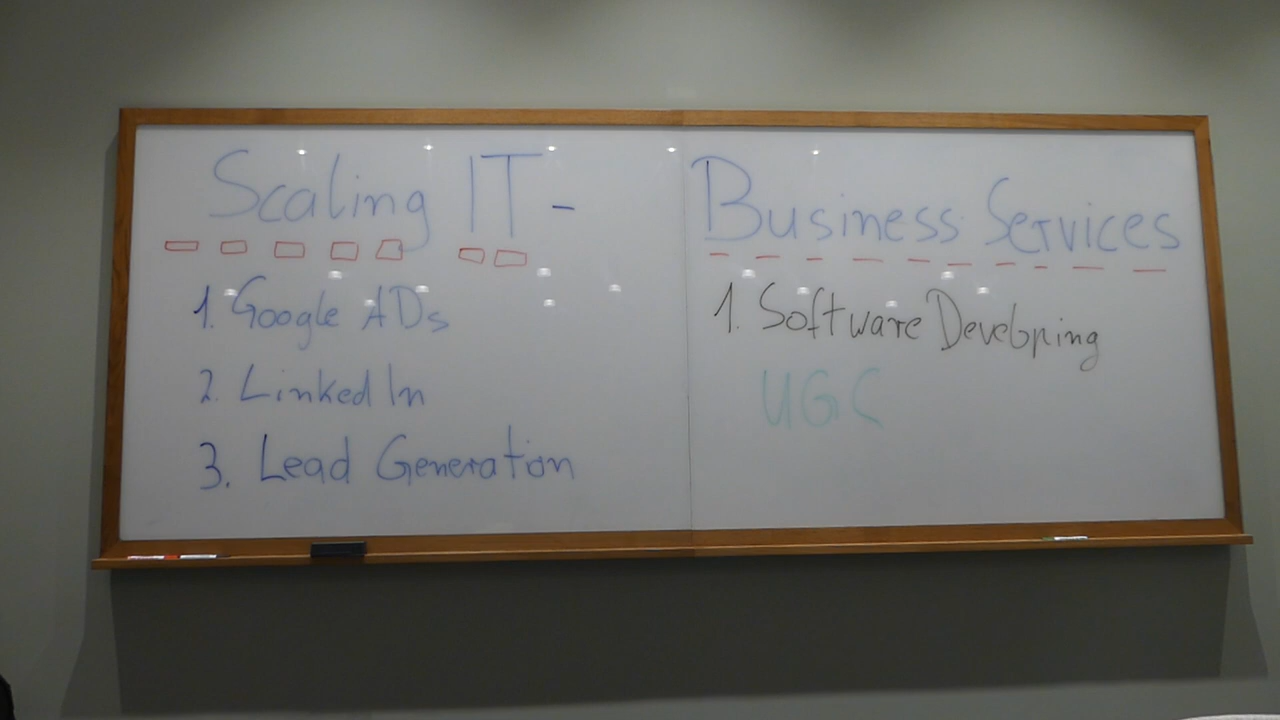 Scaling IT - Business Services
1. Google ADs
2. LinkedIn
3. Lead Generation
1. Software Develping
UGC